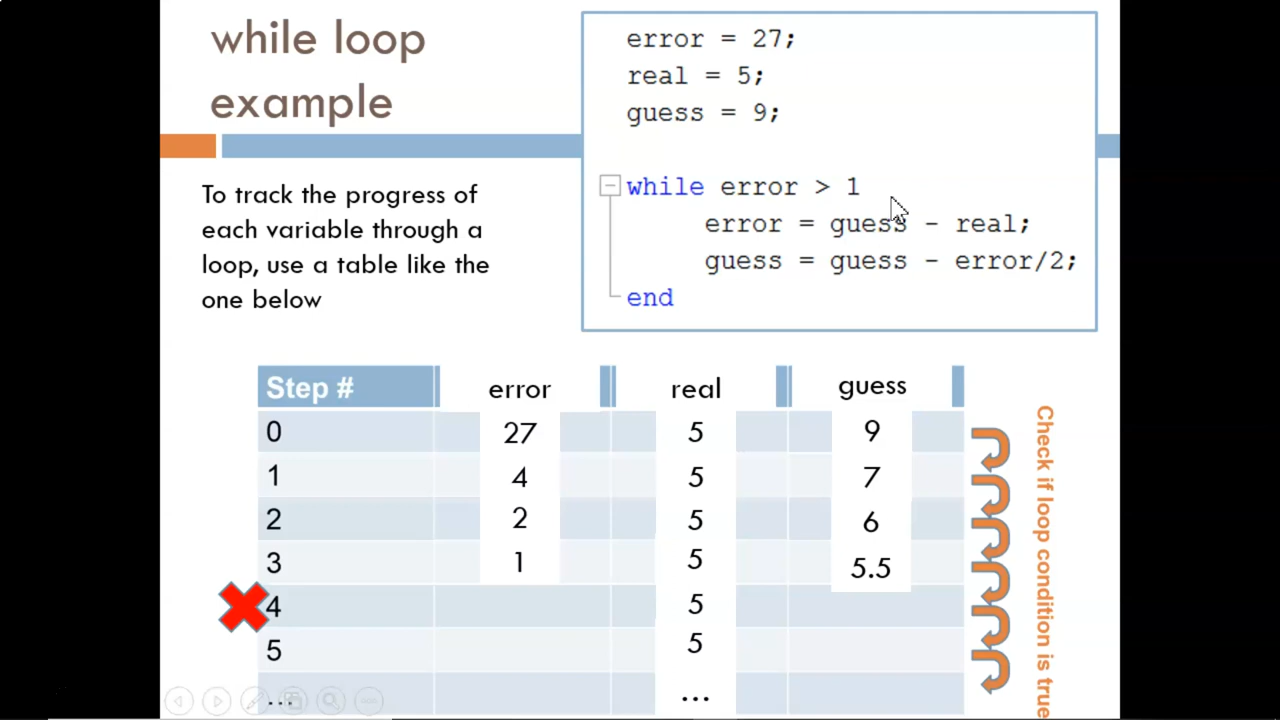 while loop
example
error = 27;
real = 5;
guess = 9;
while error > 1
error = guess - real;
guess = guess - error/2;
end
To track the progress of
each variable through a
loop, use a table like the
one below
Step # error real guess
0 27 5 9
1 4 5 7
2 2 5 6
3 1 5 5.5
4 5
5 5
... ...
Check if loop condition is true